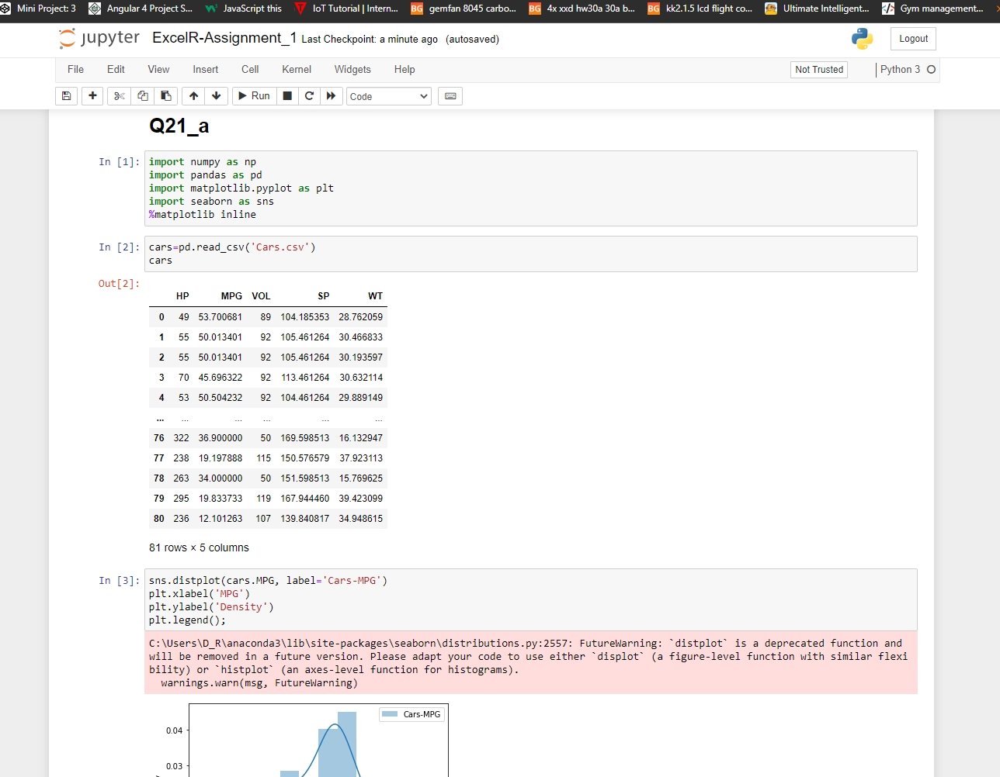 Mini Project: 3 Angular 4 Project S... JavaScript this IoT Tutorial | Intern... BG gemfan 8045 carbo... BG 4x xxd hw30a 30a b... BG kk2.1.5 lcd flight co... Ultimate Intelligent... Gym management...
jupyter ExcelR-Assignment_1 Last Checkpoint: a minute ago (autosaved) Logout
File Edit View Insert Cell Kernel Widgets Help Not Trusted Python 3
Run Code
Q21_a
In [1]: import numpy as np
import pandas as pd
import matplotlib.pyplot as plt
import seaborn as sns
%matplotlib inline
In [2]: cars=pd.read_csv('Cars.csv')
cars
Out[2]:
HP MPG VOL SP WT
0 49 53.700681 89 104.185353 28.762059
1 55 50.013401 92 105.461264 30.466833
2 55 50.013401 92 105.461264 30.193597
3 70 45.696322 92 113.461264 30.632114
4 53 50.504232 92 104.461264 29.889149
... ... ... ... ... ...
76 322 36.900000 50 169.598513 16.132947
77 238 19.197888 115 150.576579 37.923113
78 263 34.000000 50 151.598513 15.769625
79 295 19.833733 119 167.944460 39.423099
80 236 12.101263 107 139.840817 34.948615
81 rows × 5 columns
In [3]: sns.distplot(cars.MPG, label='Cars-MPG')
plt.xlabel('MPG')
plt.ylabel('Density')
plt.legend();
C:\Users\D_R\anaconda3\lib\site-packages\seaborn\distributions.py:2557: FutureWarning: `distplot` is a deprecated function and
will be removed in a future version. Please adapt your code to use either `displot` (a figure-level function with similar flexi
bility) or `histplot` (an axes-level function for histograms).
warnings.warn(msg, FutureWarning)
Cars-MPG
0.04
0.03